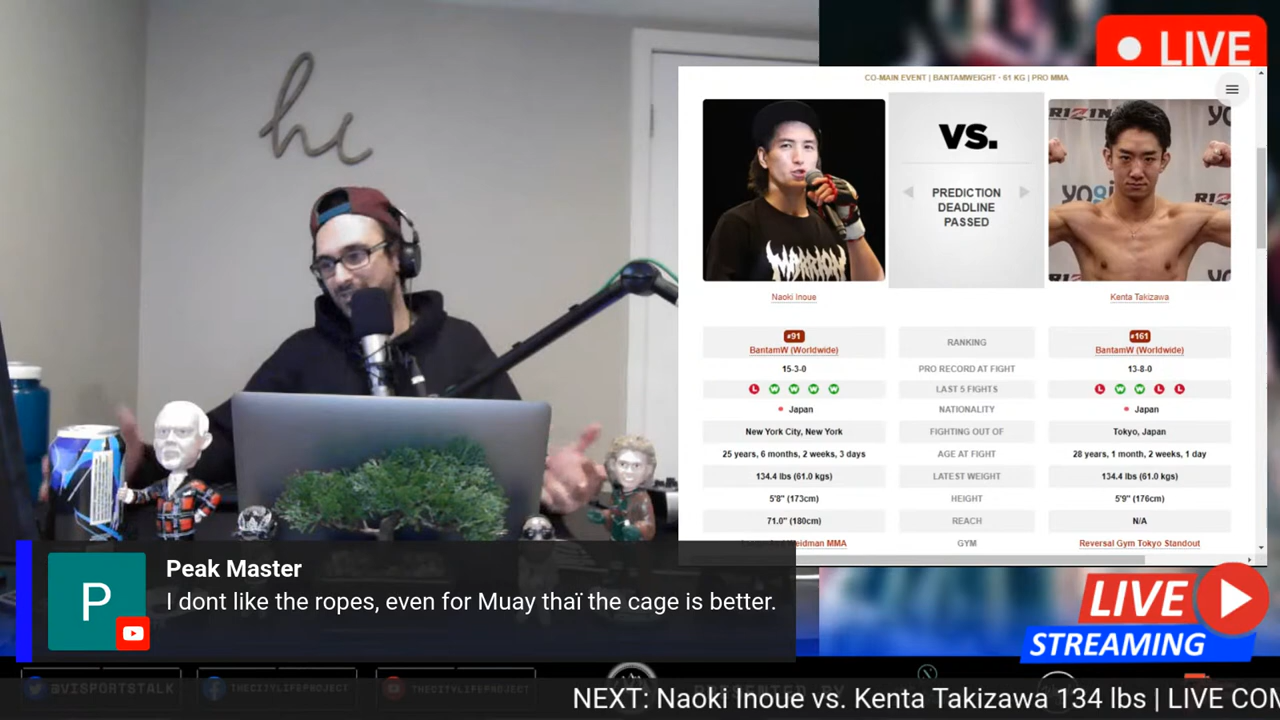 hi
LIVE
CO-MAIN EVENT | BANTAMWEIGHT · 61 KG | PRO MMA
VS.
PREDICTION
DEADLINE
PASSED
RIZIN
yogi
Naoki Inoue
Kenta Takizawa
#91
BantamW (Worldwide)
RANKING
#161
BantamW (Worldwide)
15-3-0
PRO RECORD AT FIGHT
13-8-0
L W W W W
LAST 5 FIGHTS
L W W L L
Japan
NATIONALITY
Japan
New York City, New York
FIGHTING OUT OF
Tokyo, Japan
25 years, 6 months, 2 weeks, 3 days
AGE AT FIGHT
28 years, 1 month, 2 weeks, 1 day
134.4 lbs (61.0 kgs)
LATEST WEIGHT
134.4 lbs (61.0 kgs)
5'8" (173cm)
HEIGHT
5'9" (176cm)
71.0" (180cm)
REACH
N/A
eidman MMA
GYM
Reversal Gym Tokyo Standout
P
Peak Master
I dont like the ropes, even for Muay thaï the cage is better.
LIVE
STREAMING
@VISPORTSTALK
THECITYLIFEPROJECT
THECITYLIFEPROJECT
NEXT: Naoki Inoue vs. Kenta Takizawa 134 lbs | LIVE COM